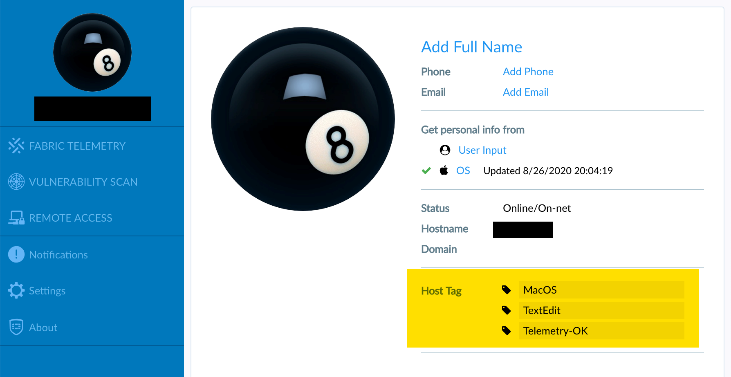 8
FABRIC TELEMETRY
VULNERABILITY SCAN
REMOTE ACCESS
Notifications
Settings
About
8
Add Full Name
Phone Add Phone
Email Add Email
Get personal info from
User Input
OS Updated 8/26/2020 20:04:19
Status Online/On-net
Hostname
Domain
Host Tag MacOS
TextEdit
Telemetry-OK